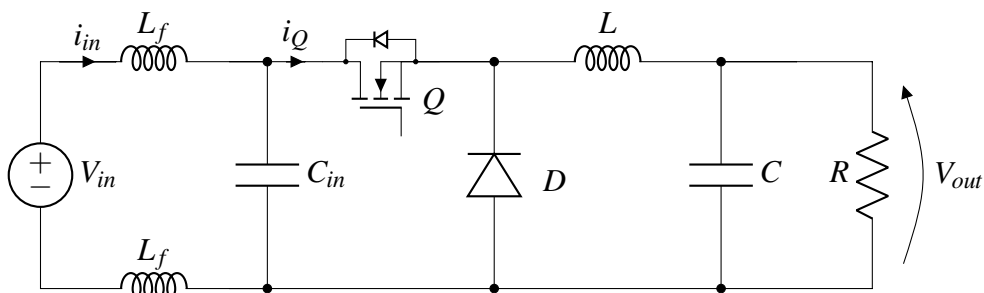 i_in
L_f
i_Q
L
Q
V_in
C_in
D
C
R
V_out
L_f